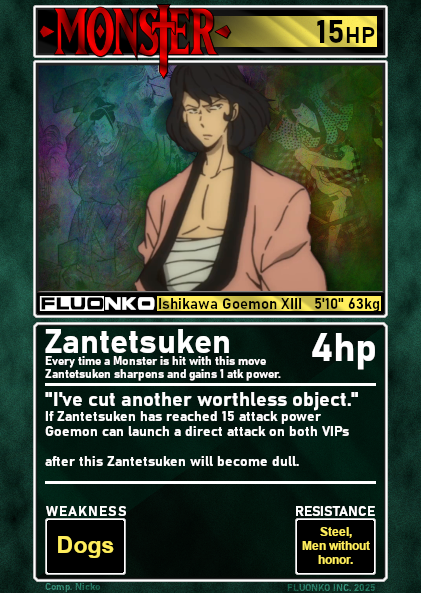 MONSTER
15HP
FLUONKO Ishikawa Goemon XIII 5'10" 63kg
Zantetsuken
4hp
Every time a Monster is hit with this move
Zantetsuken sharpens and gains 1 atk power.
"I've cut another worthless object."
If Zantetsuken has reached 15 attack power
Goemon can launch a direct attack on both VIPs
after this Zantetsuken will become dull.
WEAKNESS
Dogs
RESISTANCE
Steel,
Men without
honor.
Comp. Nicko
FLUONKO INC. 2025